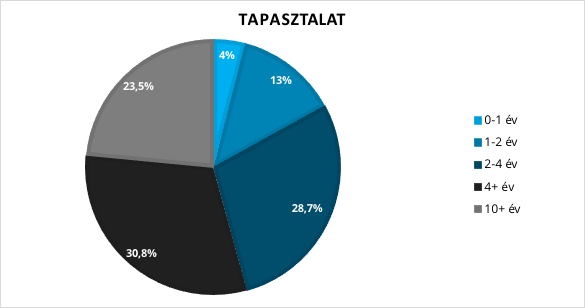 TAPASZTALAT
4%
13%
23,5%
28,7%
30,8%
0-1 év
1-2 év
2-4 év
4+ év
10+ év